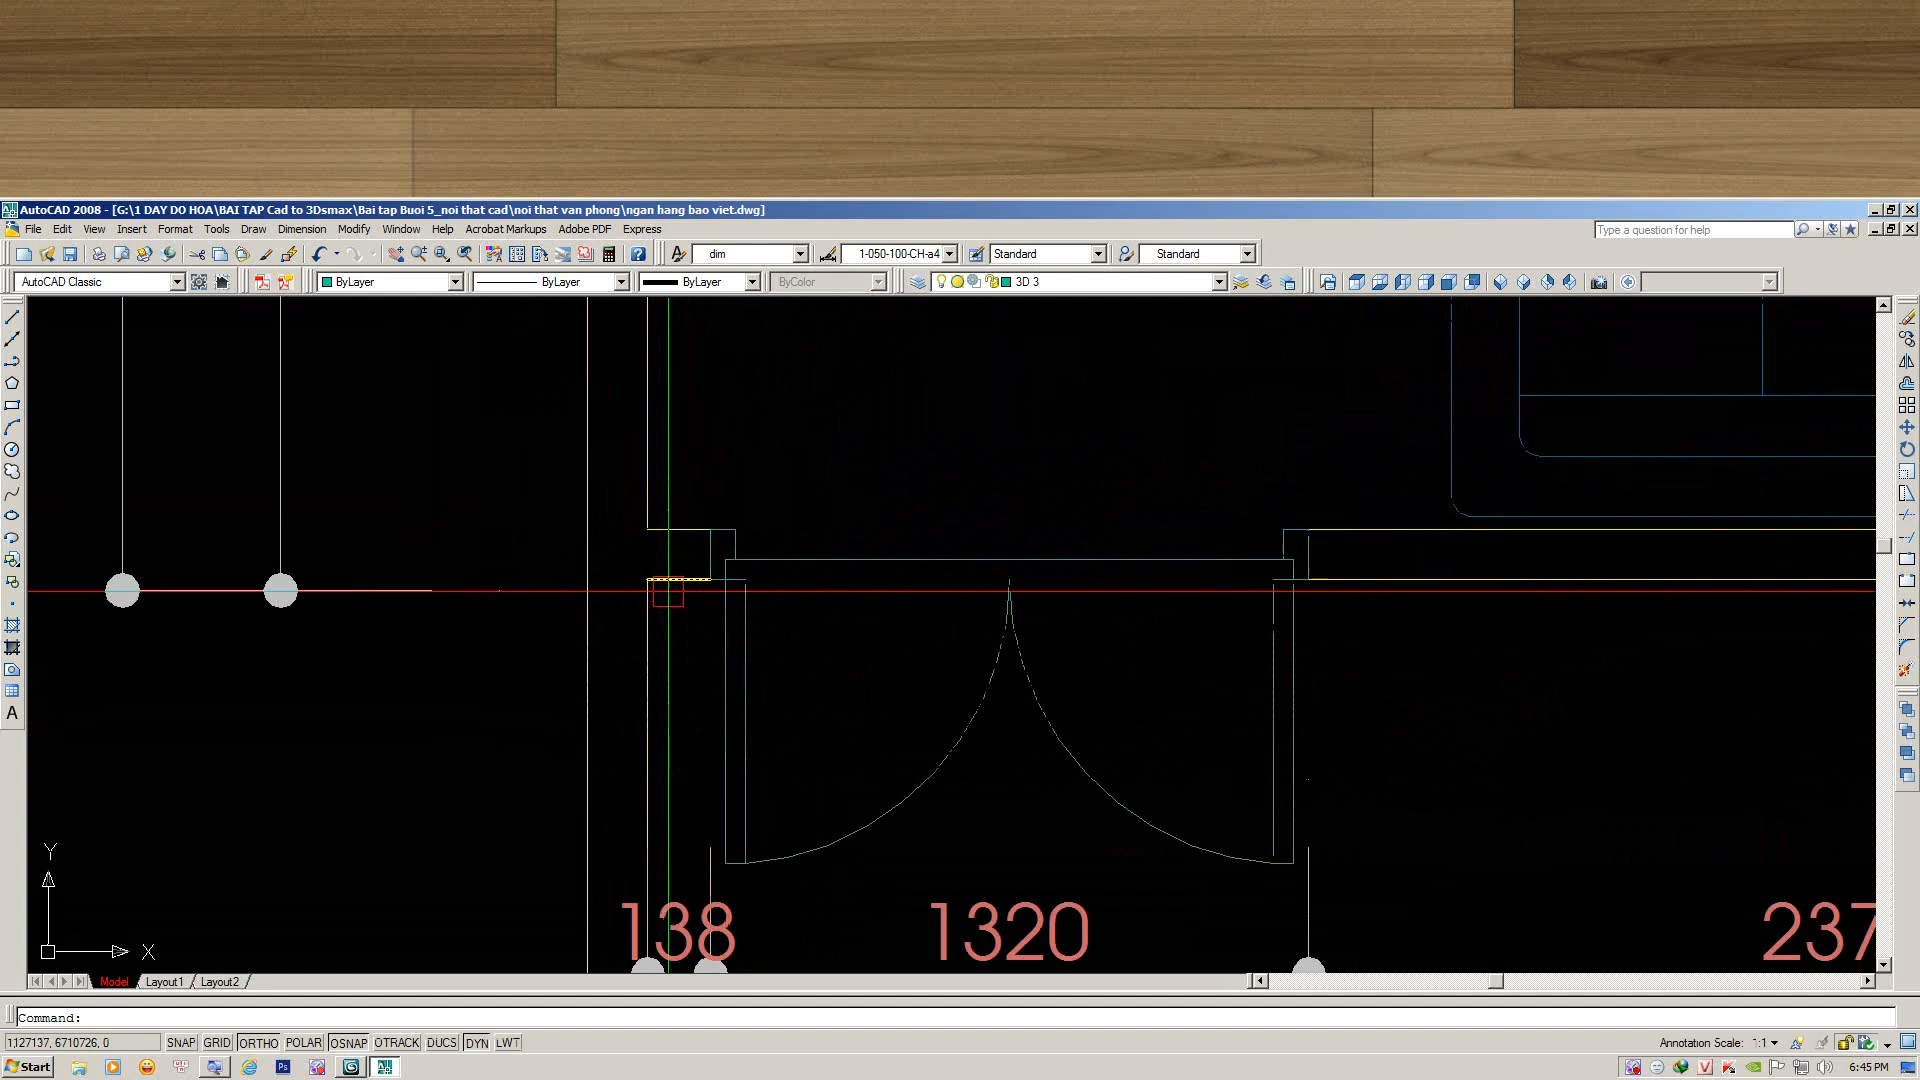 AutoCAD 2008 - [G:\1 DAY DO HOA\BAI TAP Cad to 3Dsmax\Bai tap Buoi 5_noi that cad\noi that van phong\ngan hang bao viet.dwg]
File Edit View Insert Format Tools Draw Dimension Modify Window Help Acrobat Markups Adobe PDF Express
Type a question for help
dim
1-050-100-CH-a4
Standard
Standard
AutoCAD Classic
ByLayer
ByLayer
ByLayer
ByColor
3D 3
A
Y
X
138
1320
237
Model Layout1 Layout2
Command:
1127137, 6710726, 0
SNAP GRID ORTHO POLAR OSNAP OTRACK DUCS DYN LWT
Annotation Scale: 1:1
Start
Ps
6:45 PM